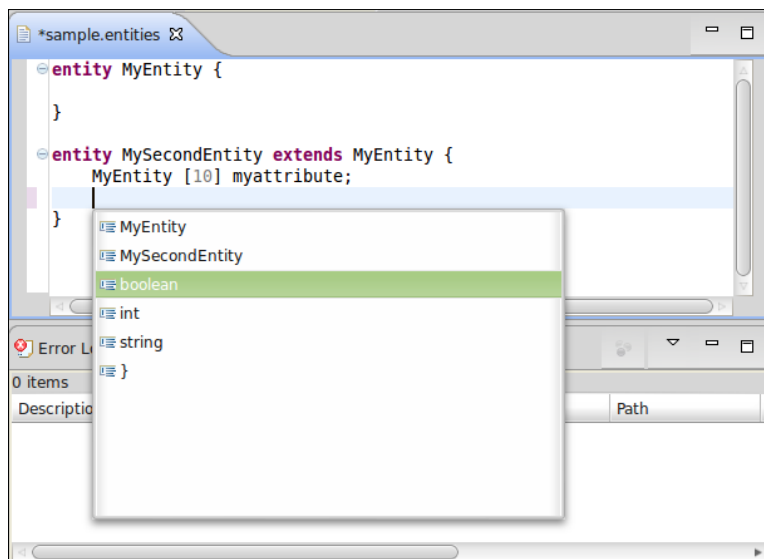 *sample.entities
entity MyEntity {
}
entity MySecondEntity extends MyEntity {
MyEntity [10] myattribute;
}
MyEntity
MySecondEntity
boolean
int
string
}
Error
0 items
Path